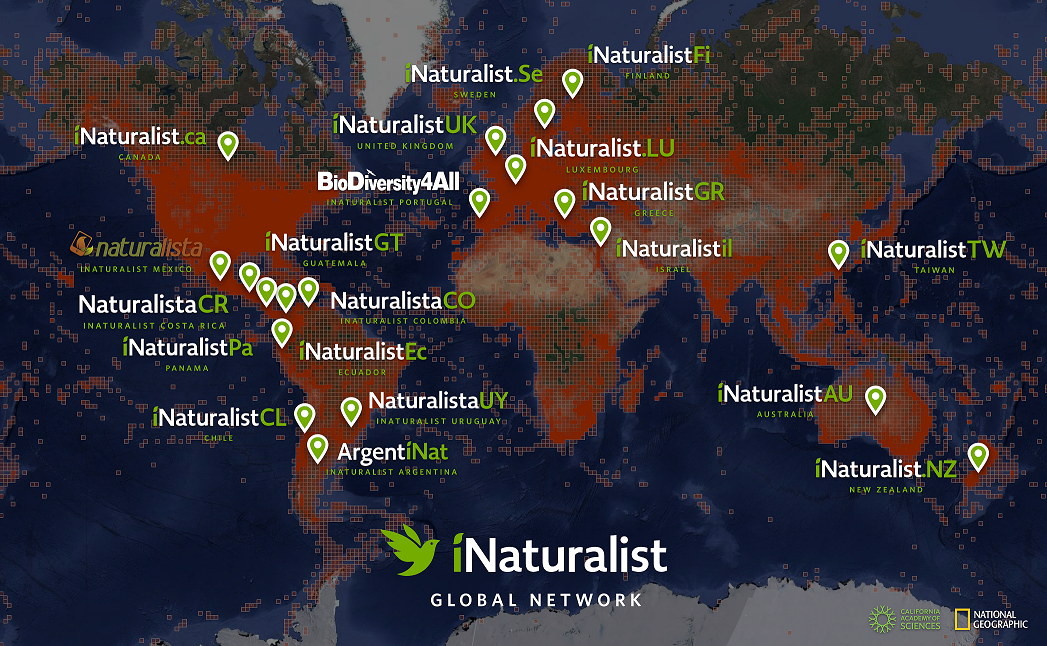 iNaturalistFi
FINLAND
iNaturalist.Se
SWEDEN
iNaturalistUK
UNITED KINGDOM
iNaturalist.ca
CANADA
iNaturalist.LU
LUXEMBOURG
BioDiversity4All
INATURALIST PORTUGAL
iNaturalistGR
GREECE
naturalista
INATURALIST MEXICO
iNaturalistGT
GUATEMALA
iNaturalistil
ISRAEL
iNaturalistTW
TAIWAN
NaturalistaCR
INATURALIST COSTA RICA
NaturalistaCO
INATURALIST COLOMBIA
iNaturalistPa
PANAMA
iNaturalistEc
ECUADOR
iNaturalistAU
AUSTRALIA
NaturalistaUY
INATURALIST URUGUAY
iNaturalistCL
CHILE
ArgentiNat
INATURALIST ARGENTINA
iNaturalist.NZ
NEW ZEALAND
iNaturalist
GLOBAL NETWORK
CALIFORNIA
ACADEMY OF
SCIENCES
NATIONAL
GEOGRAPHIC